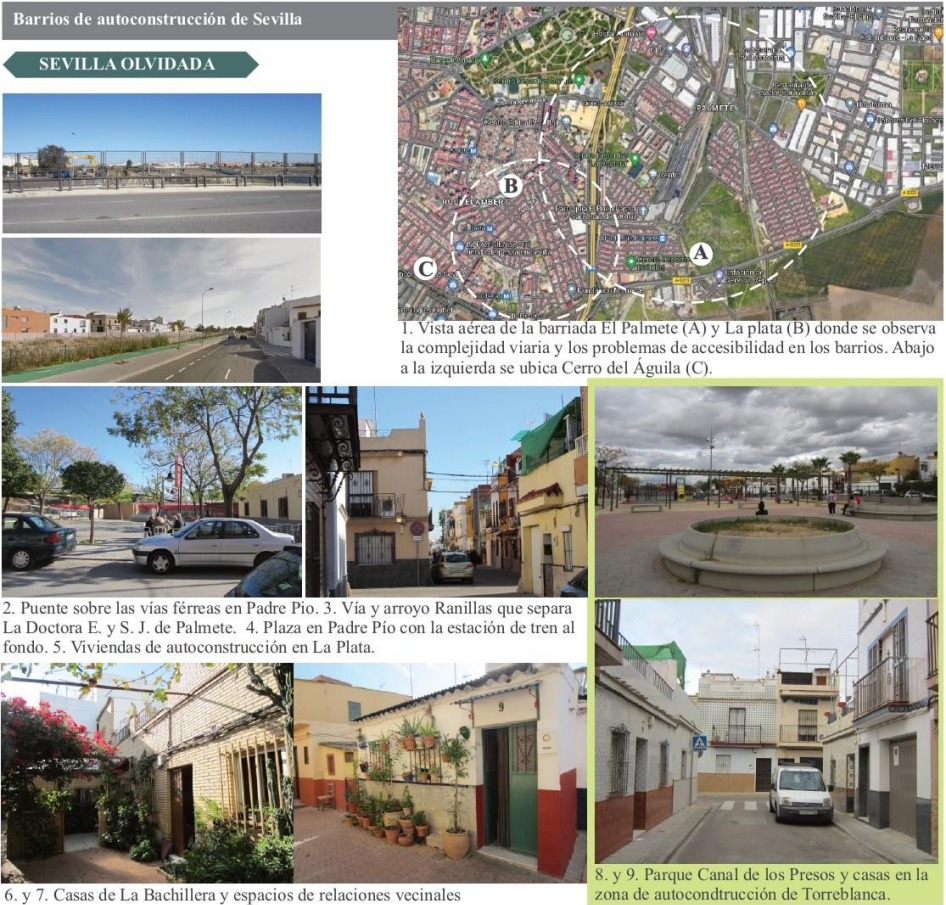 Barrios de autoconstrucción de Sevilla
SEVILLA OLVIDADA
PALMETE
B
A
C
1. Vista aérea de la barriada El Palmete (A) y La plata (B) donde se observa
la complejidad viaria y los problemas de accesibilidad en los barrios. Abajo
a la izquierda se ubica Cerro del Águila (C).
2. Puente sobre las vías férreas en Padre Pio. 3. Vía y arroyo Ranillas que separa
La Doctora E. y S. J. de Palmete. 4. Plaza en Padre Pío con la estación de tren al
fondo. 5. Viviendas de autoconstrucción en La Plata.
9
6. y 7. Casas de La Bachillera y espacios de relaciones vecinales
8. y 9. Parque Canal de los Presos y casas en la
zona de autocondtrucción de Torreblanca.